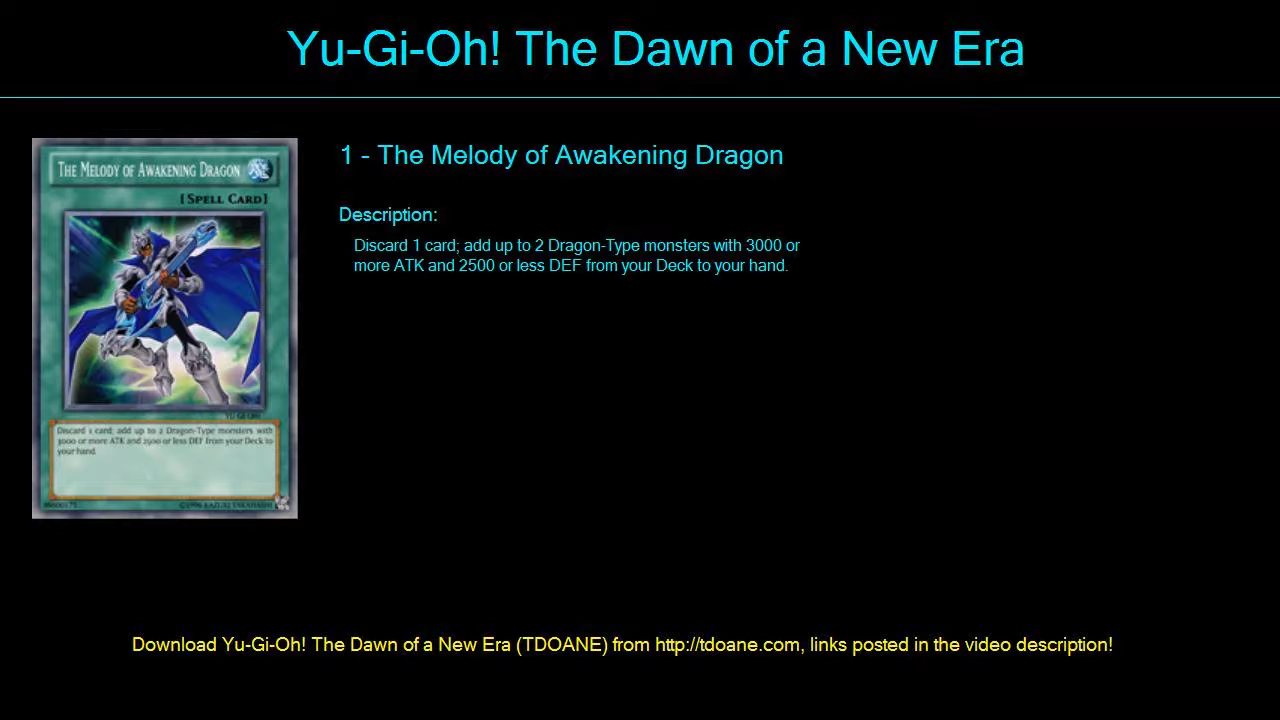 Yu-Gi-Oh! The Dawn of a New Era
THE MELODY OF AWAKENING DRAGON
[SPELL CARD]
Discard 1 card; add up to 2 Dragon-Type monsters with
3000 or more ATK and 2500 or less DEF from your Deck to
your hand.
©1996 KAZUKI TAKAHASHI
1 - The Melody of Awakening Dragon
Description:
Discard 1 card; add up to 2 Dragon-Type monsters with 3000 or
more ATK and 2500 or less DEF from your Deck to your hand.
Download Yu-Gi-Oh! The Dawn of a New Era (TDOANE) from http://tdoane.com, links posted in the video description!